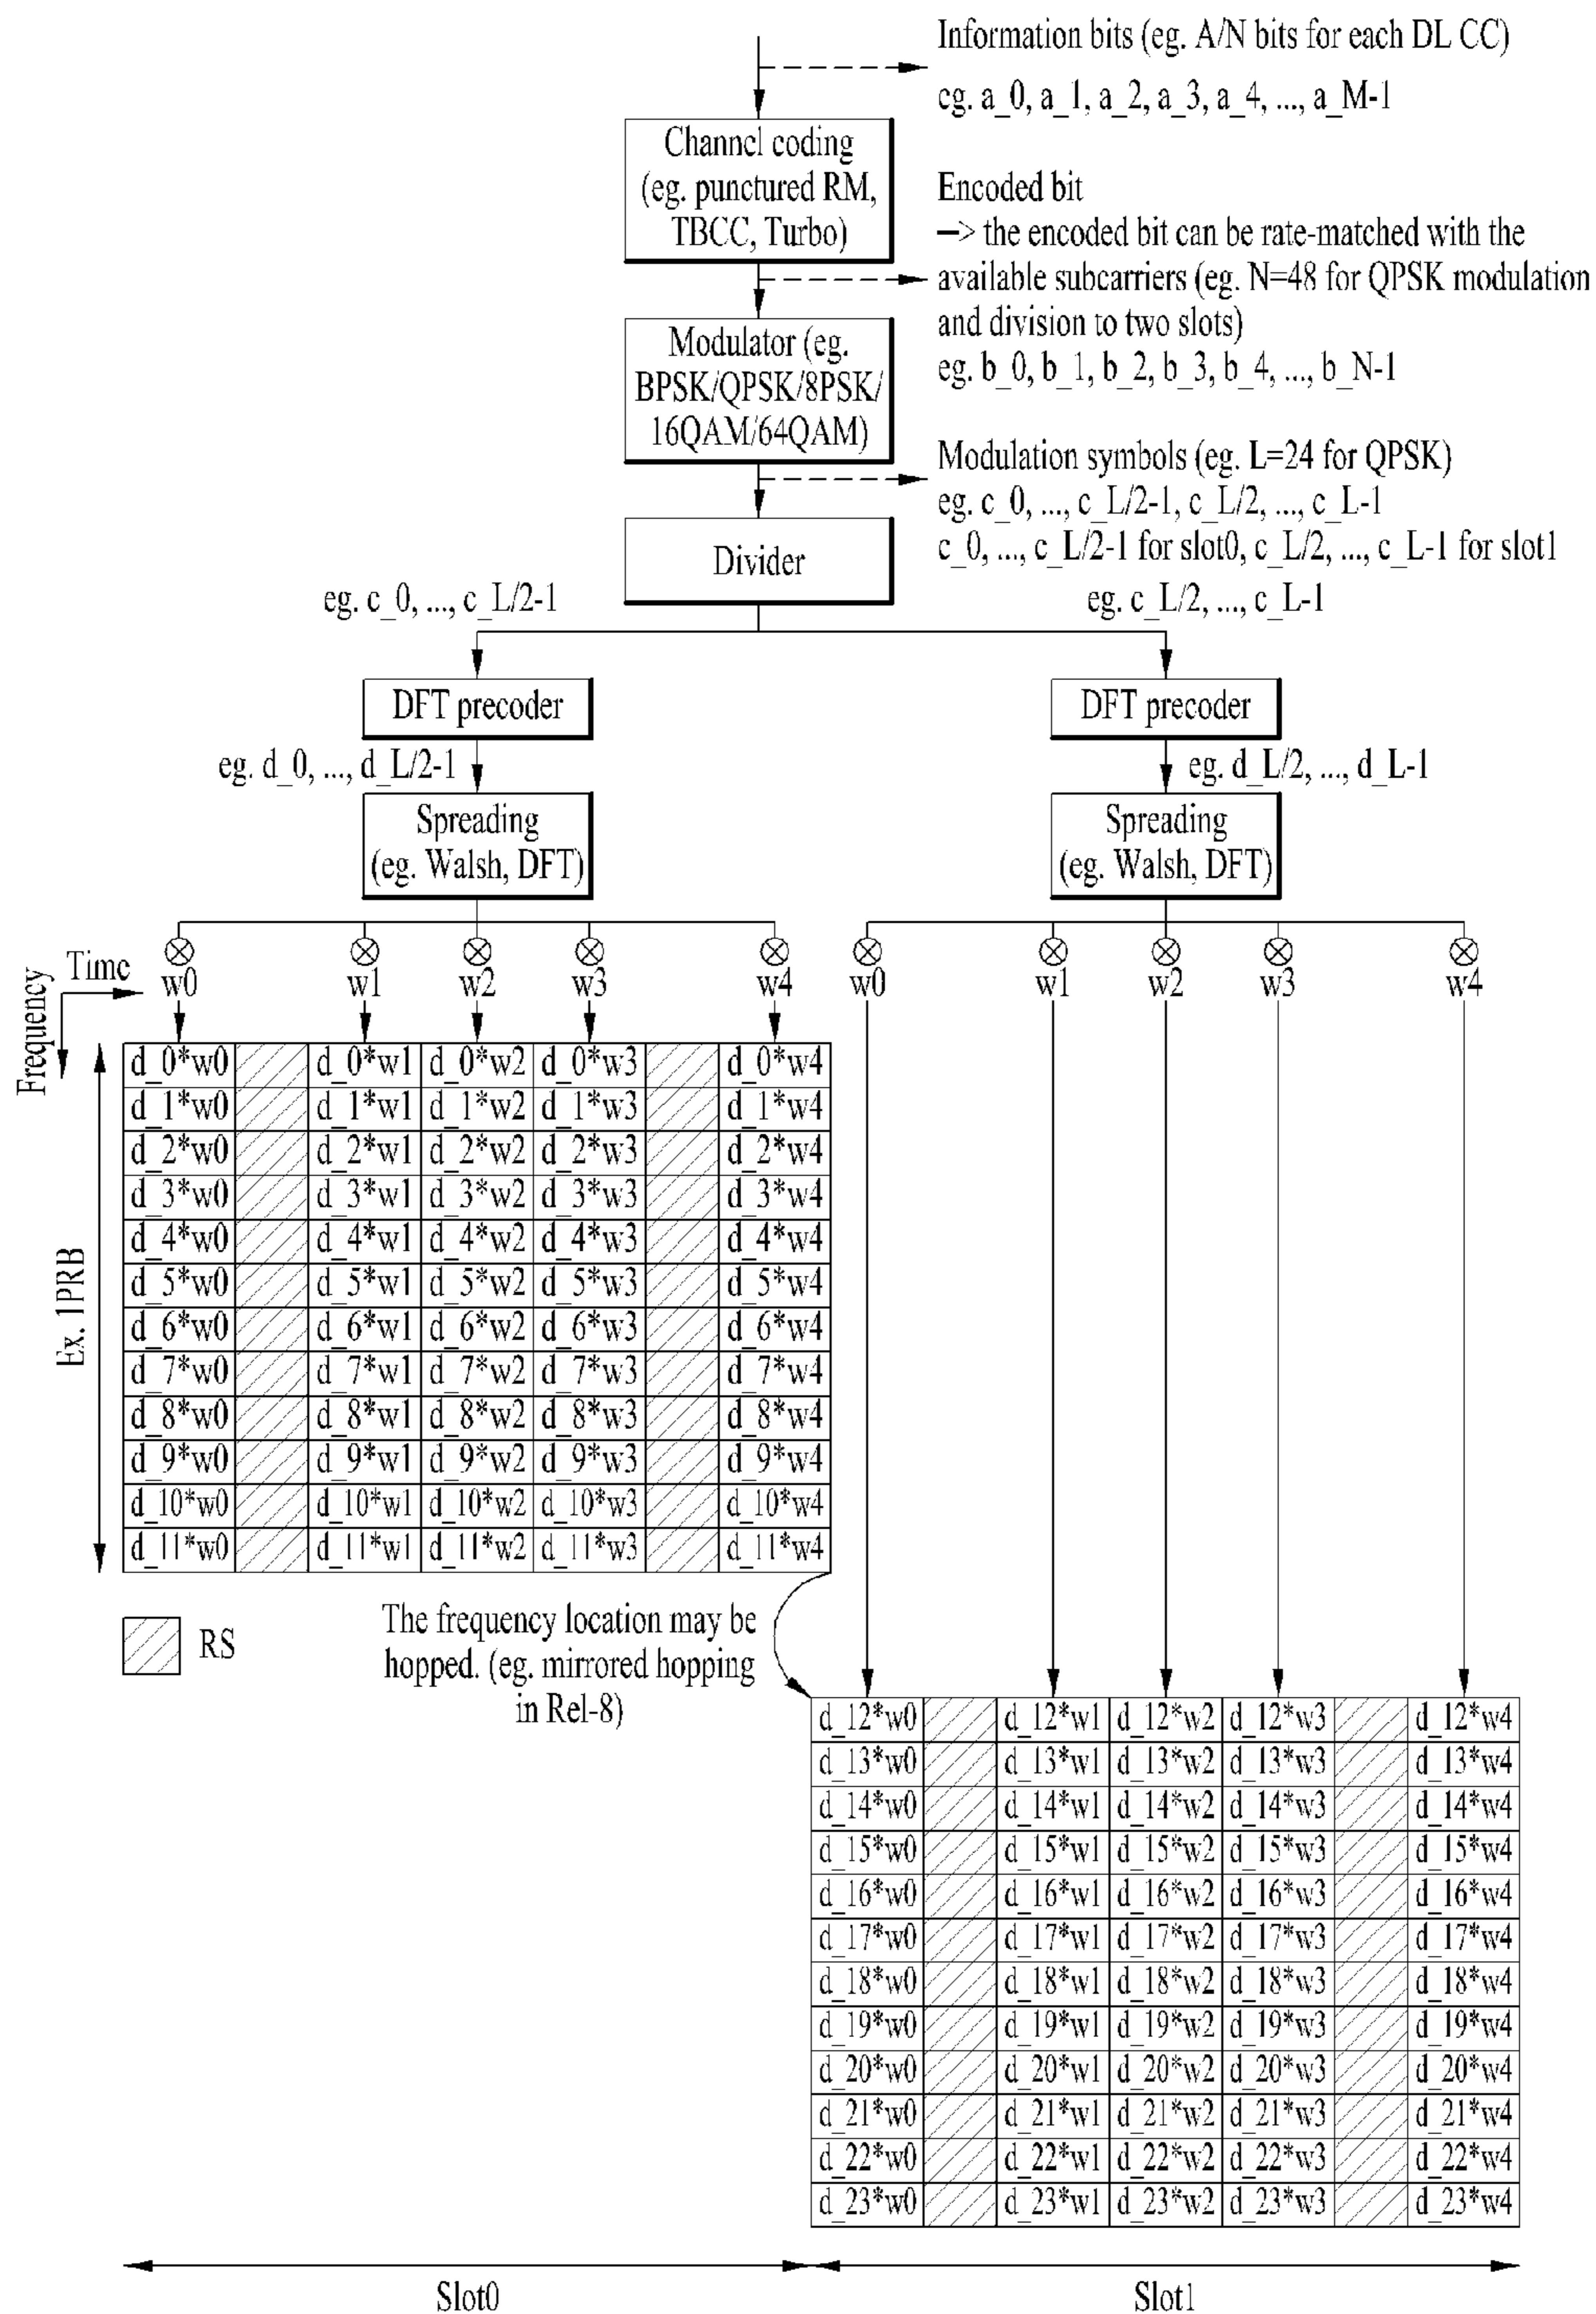 Information bits (eg. A/N bits for each DL CC)
eg. a_0, a_1, a_2, a_3, a_4, ..., a_M-1
Channel coding
(eg. punctured RM,
TBCC, Turbo)
Encoded bit
—> the encoded bit can be rate-matched with the
available subcarriers (eg. N=48 for QPSK modulation
and division to two slots)
eg. b_0, b_1, b_2, b_3, b_4, ..., b_N-1
Modulator (eg.
BPSK/QPSK/8PSK/
16QAM/64QAM)
Modulation symbols (eg. L=24 for QPSK)
eg. c_0, ..., c_L/2-1, c_L/2, ..., c_L-1
c_0, ..., c_L/2-1 for slot0, c_L/2, ..., c_L-1 for slot1
Divider
eg. c_0, ..., c_L/2-1 eg. c_L/2, ..., c_L-1
DFT precoder DFT precoder
eg. d_0, ..., d_L/2-1 eg. d_L/2, ..., d_L-1
Spreading Spreading
(eg. Walsh, DFT) (eg. Walsh, DFT)
Time
Frequency
w0 w1 w2 w3 w4 w0 w1 w2 w3 w4
d_0*w0 d_0*w1 d_0*w2 d_0*w3 d_0*w4
d_1*w0 d_1*w1 d_1*w2 d_1*w3 d_1*w4
d_2*w0 d_2*w1 d_2*w2 d_2*w3 d_2*w4
d_3*w0 d_3*w1 d_3*w2 d_3*w3 d_3*w4
d_4*w0 d_4*w1 d_4*w2 d_4*w3 d_4*w4
d_5*w0 d_5*w1 d_5*w2 d_5*w3 d_5*w4
d_6*w0 d_6*w1 d_6*w2 d_6*w3 d_6*w4
d_7*w0 d_7*w1 d_7*w2 d_7*w3 d_7*w4
d_8*w0 d_8*w1 d_8*w2 d_8*w3 d_8*w4
d_9*w0 d_9*w1 d_9*w2 d_9*w3 d_9*w4
d_10*w0 d_10*w1 d_10*w2 d_10*w3 d_10*w4
d_11*w0 d_11*w1 d_11*w2 d_11*w3 d_11*w4
Ex. 1PRB
RS
The frequency location may be
hopped. (eg. mirrored hopping
in Rel-8)
d_12*w0 d_12*w1 d_12*w2 d_12*w3 d_12*w4
d_13*w0 d_13*w1 d_13*w2 d_13*w3 d_13*w4
d_14*w0 d_14*w1 d_14*w2 d_14*w3 d_14*w4
d_15*w0 d_15*w1 d_15*w2 d_15*w3 d_15*w4
d_16*w0 d_16*w1 d_16*w2 d_16*w3 d_16*w4
d_17*w0 d_17*w1 d_17*w2 d_17*w3 d_17*w4
d_18*w0 d_18*w1 d_18*w2 d_18*w3 d_18*w4
d_19*w0 d_19*w1 d_19*w2 d_19*w3 d_19*w4
d_20*w0 d_20*w1 d_20*w2 d_20*w3 d_20*w4
d_21*w0 d_21*w1 d_21*w2 d_21*w3 d_21*w4
d_22*w0 d_22*w1 d_22*w2 d_22*w3 d_22*w4
d_23*w0 d_23*w1 d_23*w2 d_23*w3 d_23*w4
Slot0 Slot1